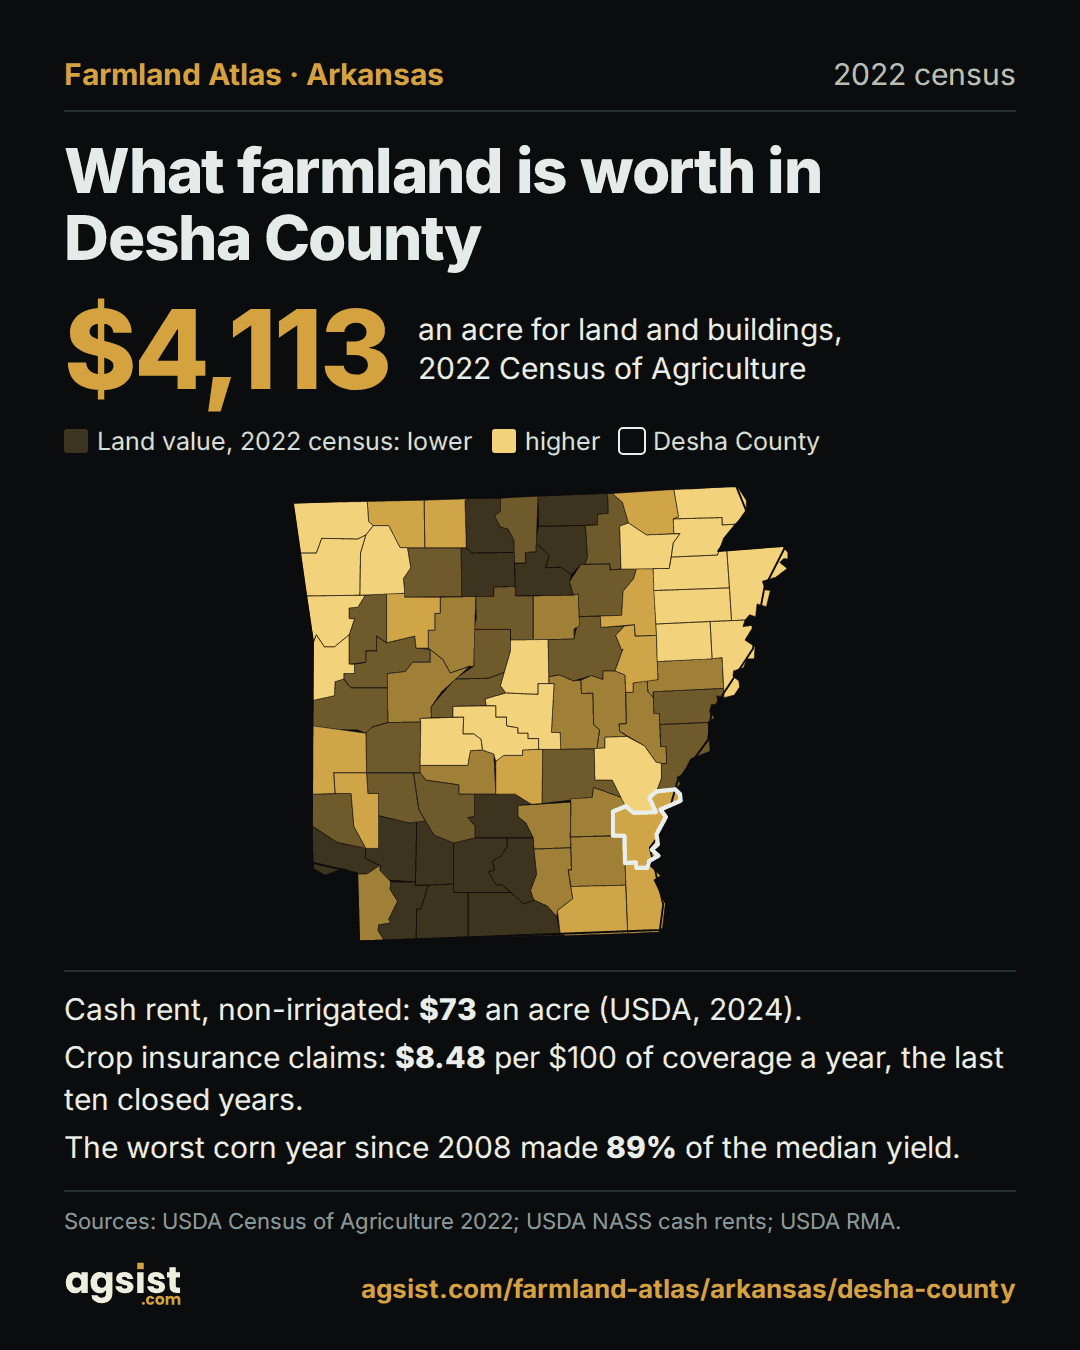 Farmland Atlas · Arkansas
2022 census
What farmland is worth in
Desha County
$4,113
an acre for land and buildings,
2022 Census of Agriculture
Land value, 2022 census: lower
higher
Desha County
Cash rent, non-irrigated: $73 an acre (USDA, 2024).
Crop insurance claims: $8.48 per $100 of coverage a year, the last
ten closed years.
The worst corn year since 2008 made 89% of the median yield.
Sources: USDA Census of Agriculture 2022; USDA NASS cash rents; USDA RMA.
agsist
.com
agsist.com/farmland-atlas/arkansas/desha-county